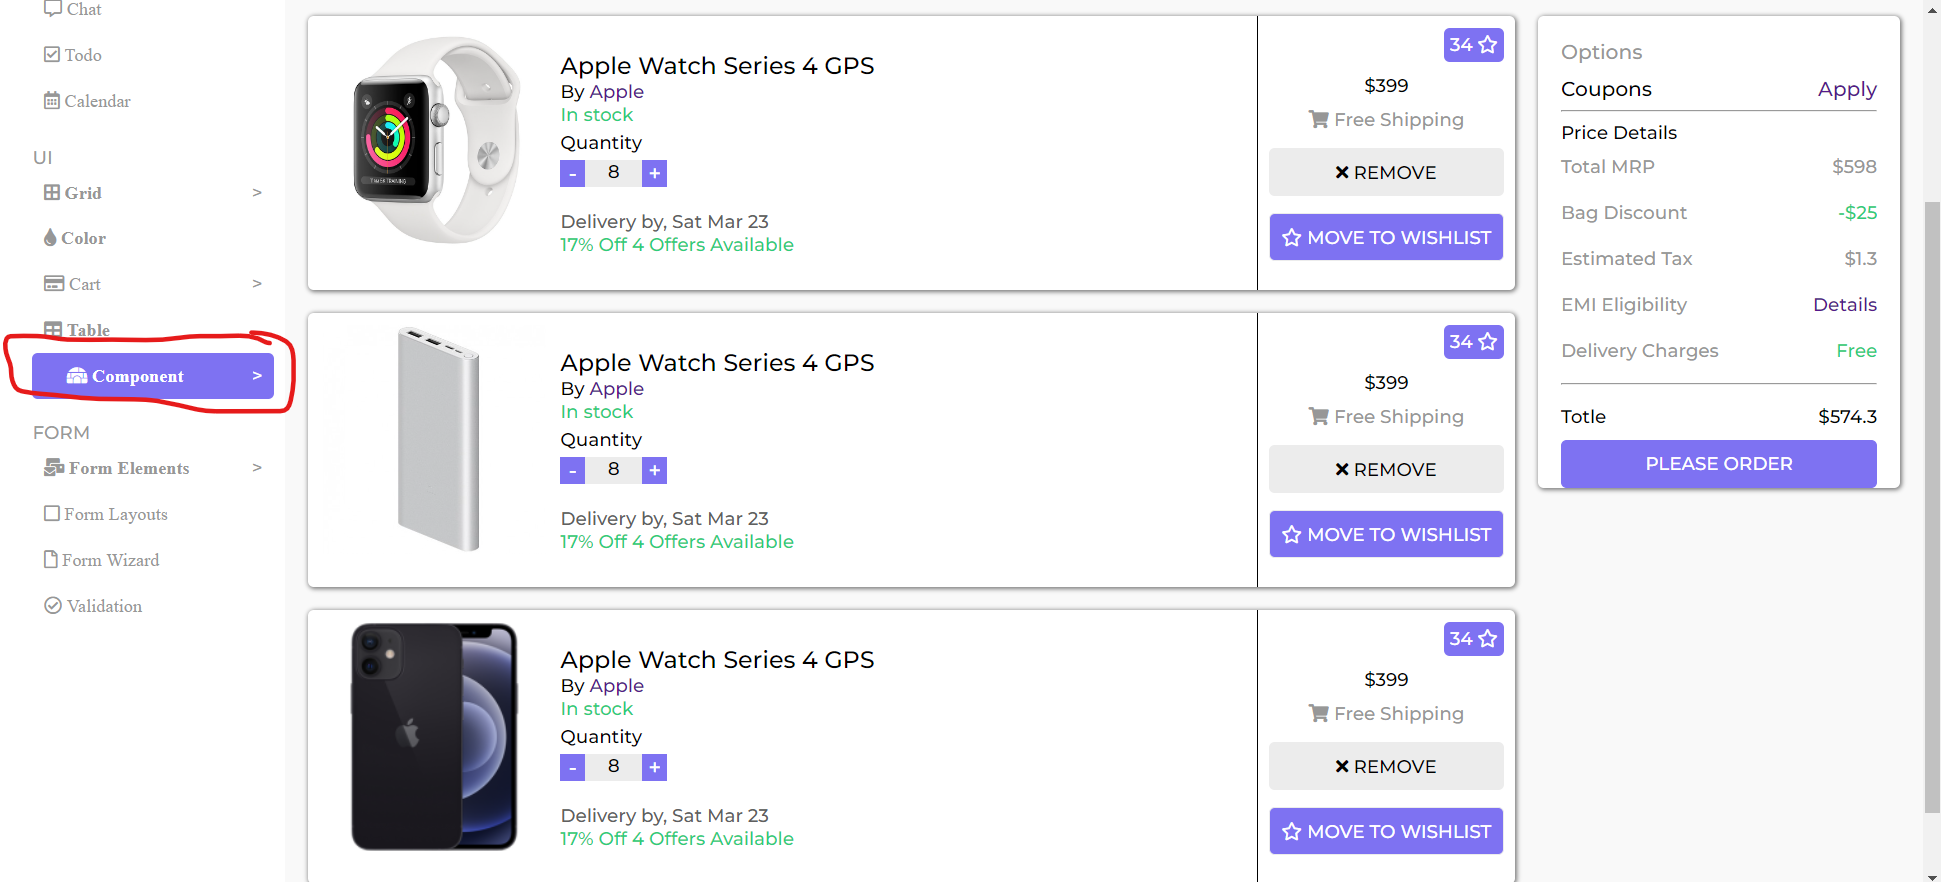 Chat
Todo
Calendar
UI
Grid >
Color
Cart >
Table
Component >
FORM
Form Elements >
Form Layouts
Form Wizard
Validation
Apple Watch Series 4 GPS
By Apple
In stock
Quantity
- 8 +
Delivery by, Sat Mar 23
17% Off 4 Offers Available
34
$399
Free Shipping
REMOVE
MOVE TO WISHLIST
Apple Watch Series 4 GPS
By Apple
In stock
Quantity
- 8 +
Delivery by, Sat Mar 23
17% Off 4 Offers Available
34
$399
Free Shipping
REMOVE
MOVE TO WISHLIST
Apple Watch Series 4 GPS
By Apple
In stock
Quantity
- 8 +
Delivery by, Sat Mar 23
17% Off 4 Offers Available
34
$399
Free Shipping
REMOVE
MOVE TO WISHLIST
Options
Coupons Apply
Price Details
Total MRP $598
Bag Discount -$25
Estimated Tax $1.3
EMI Eligibility Details
Delivery Charges Free
Totle $574.3
PLEASE ORDER